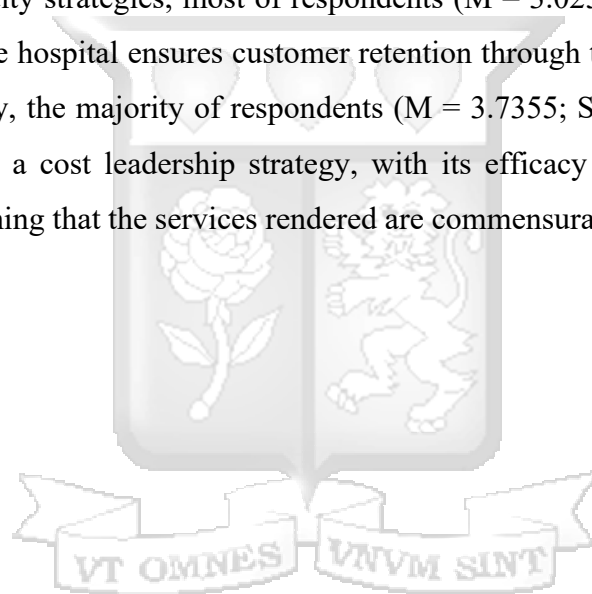 ity strategies, most of respondents (M = 3.023
e hospital ensures customer retention through t
y, the majority of respondents (M = 3.7355; S
a cost leadership strategy, with its efficacy
ning that the services rendered are commensura
VT OMNES VNVM SINT